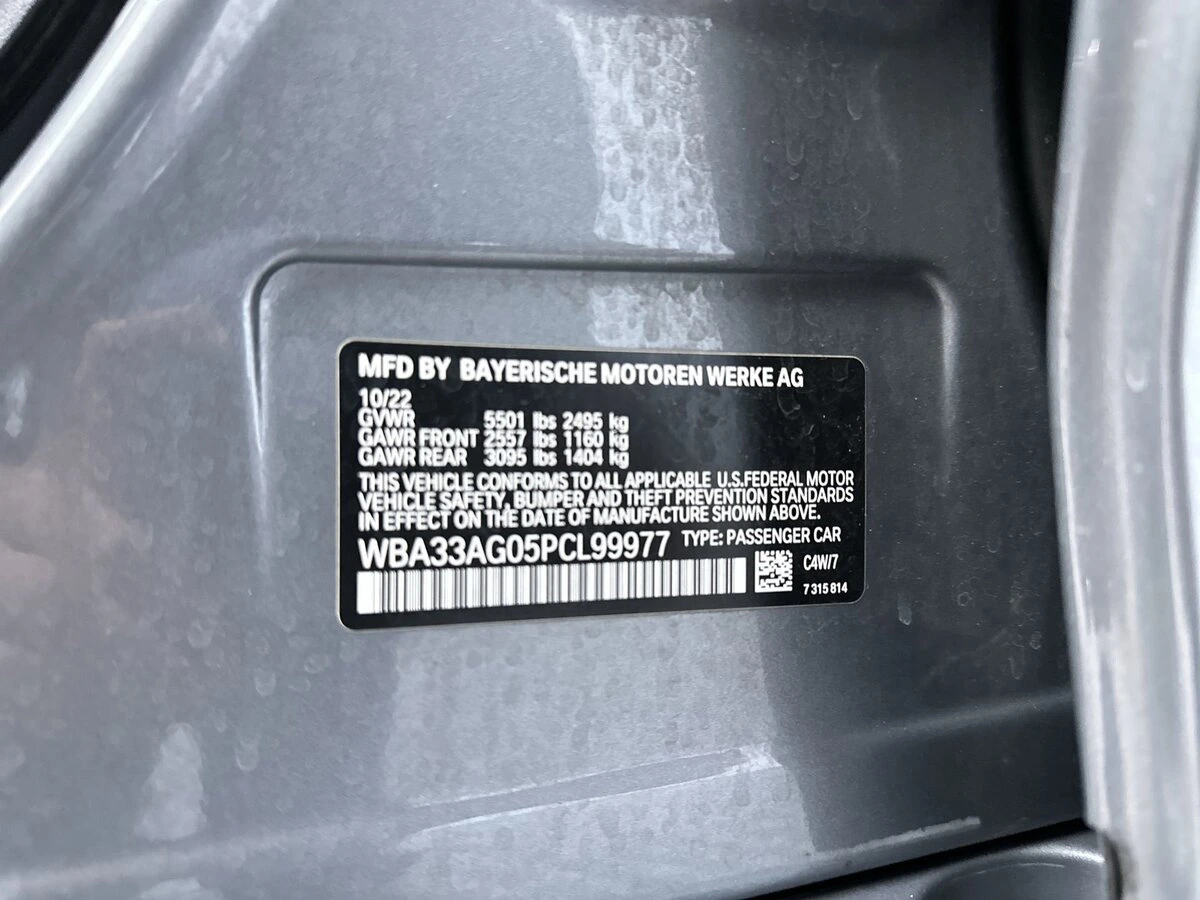 MFD BY BAYERISCHE MOTOREN WERKE AG
10/22
GVWR 5501 lbs 2495 kg
GAWR FRONT 2557 lbs 1160 kg
GAWR REAR 3095 lbs 1404 kg
THIS VEHICLE CONFORMS TO ALL APPLICABLE U.S.FEDERAL MOTOR
VEHICLE SAFETY, BUMPER AND THEFT PREVENTION STANDARDS
IN EFFECT ON THE DATE OF MANUFACTURE SHOWN ABOVE.
WBA33AG05PCL99977 TYPE: PASSENGER CAR
C4W/7
7 315 814